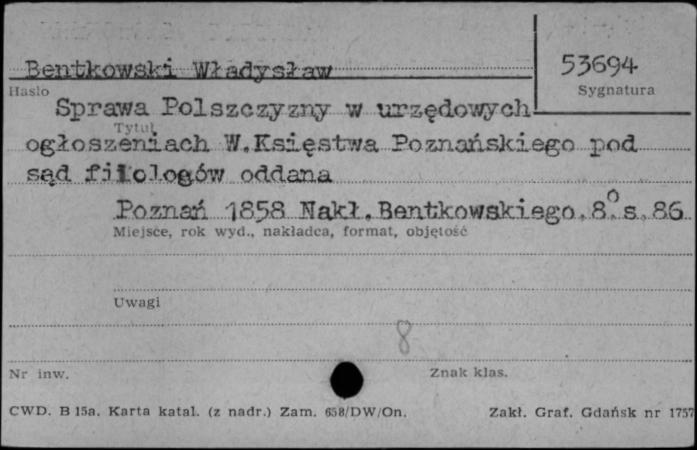 Bentkowski Władysław
53694
Hasło
Sygnatura
Sprawa Polszczyzny w urzędowych
Tytuł
ogłoszeniach W.Księstwa Poznańskiego pod
sąd filologów oddana
Poznań 1858 Nakł.Bentkowskiego.8° s.86
Miejsce, rok wyd., nakładca, format, objętość
Uwagi
8
Nr inw.
Znak klas.
CWD. B 15a. Karta katal. (z nadr.) Zam. 658/DW/On.
Zakł. Graf. Gdańsk nr 1757